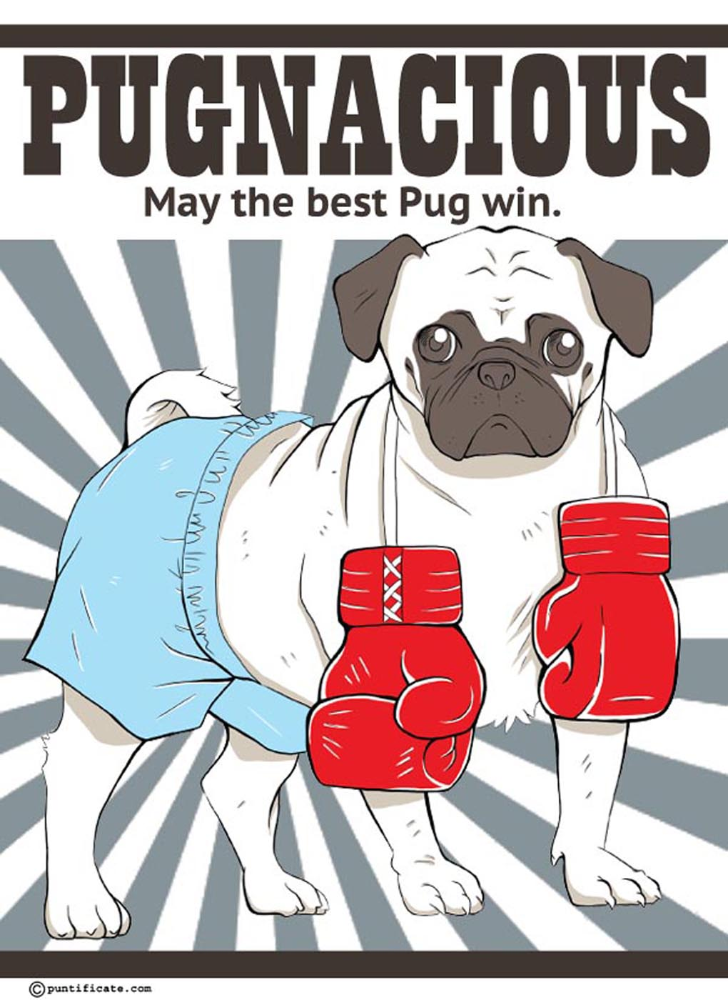 PUGNACIOUS
May the best Pug win.
©puntificate.com